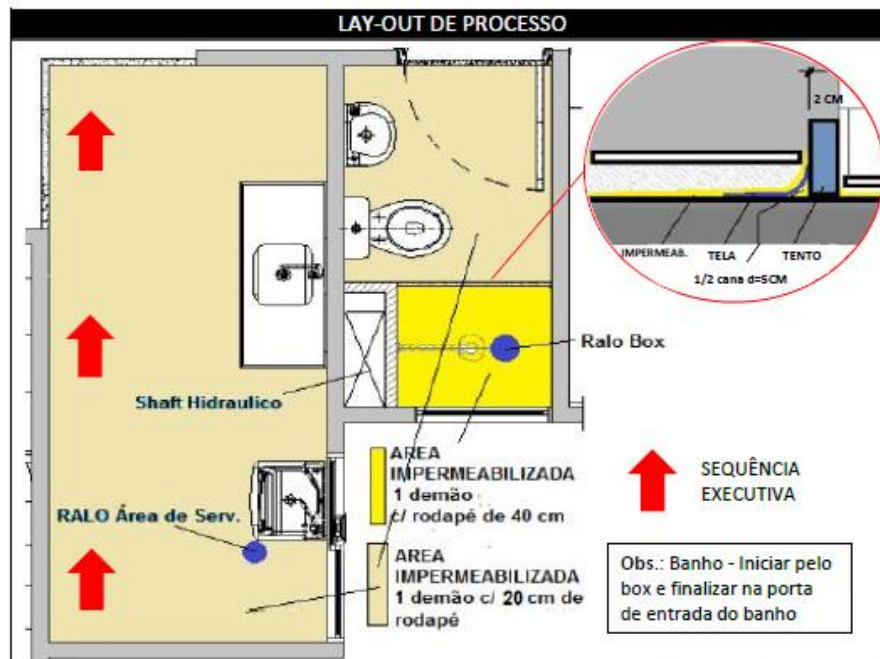 LAY-OUT DE PROCESSO
2 CM
IMPERMEAB.
TELA
TENTO
1/2 cana d=5CM
Ralo Box
Shaft Hidraulico
AREA
IMPERMEABILIZADA
1 demão
c/ rodapé de 40 cm
SEQUÊNCIA
EXECUTIVA
RALO Área de Serv.
AREA
IMPERMEABILIZADA
1 demão c/ 20 cm de
rodapé
Obs.: Banho - Iniciar pelo
box e finalizar na porta
de entrada do banho